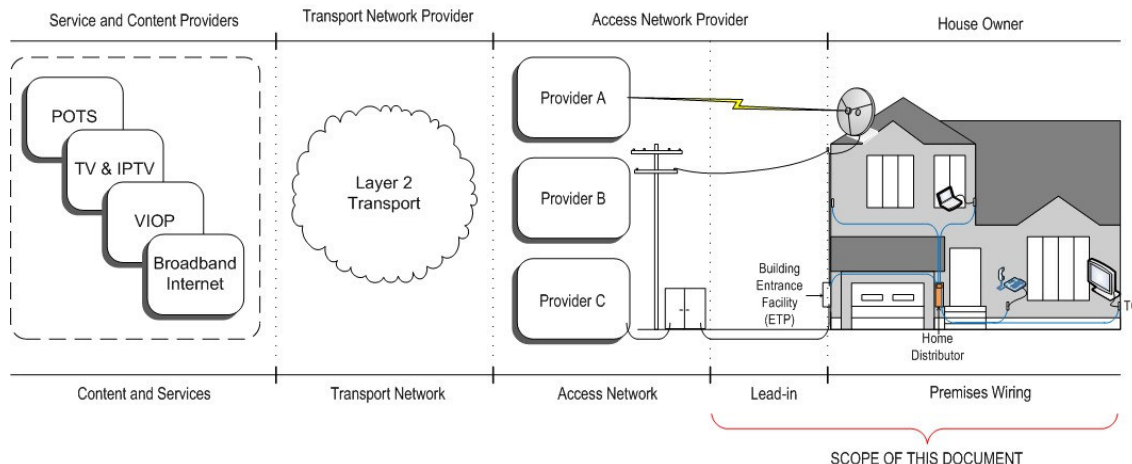 Service and Content Providers
Transport Network Provider
Access Network Provider
House Owner
POTS
TV & IPTV
VIOP
Broadband
Internet
Layer 2
Transport
Provider A
Provider B
Provider C
Building
Entrance
Facility
(ETP)
Home
Distributor
Content and Services
Transport Network
Access Network
Lead-in
Premises Wiring
SCOPE OF THIS DOCUMENT